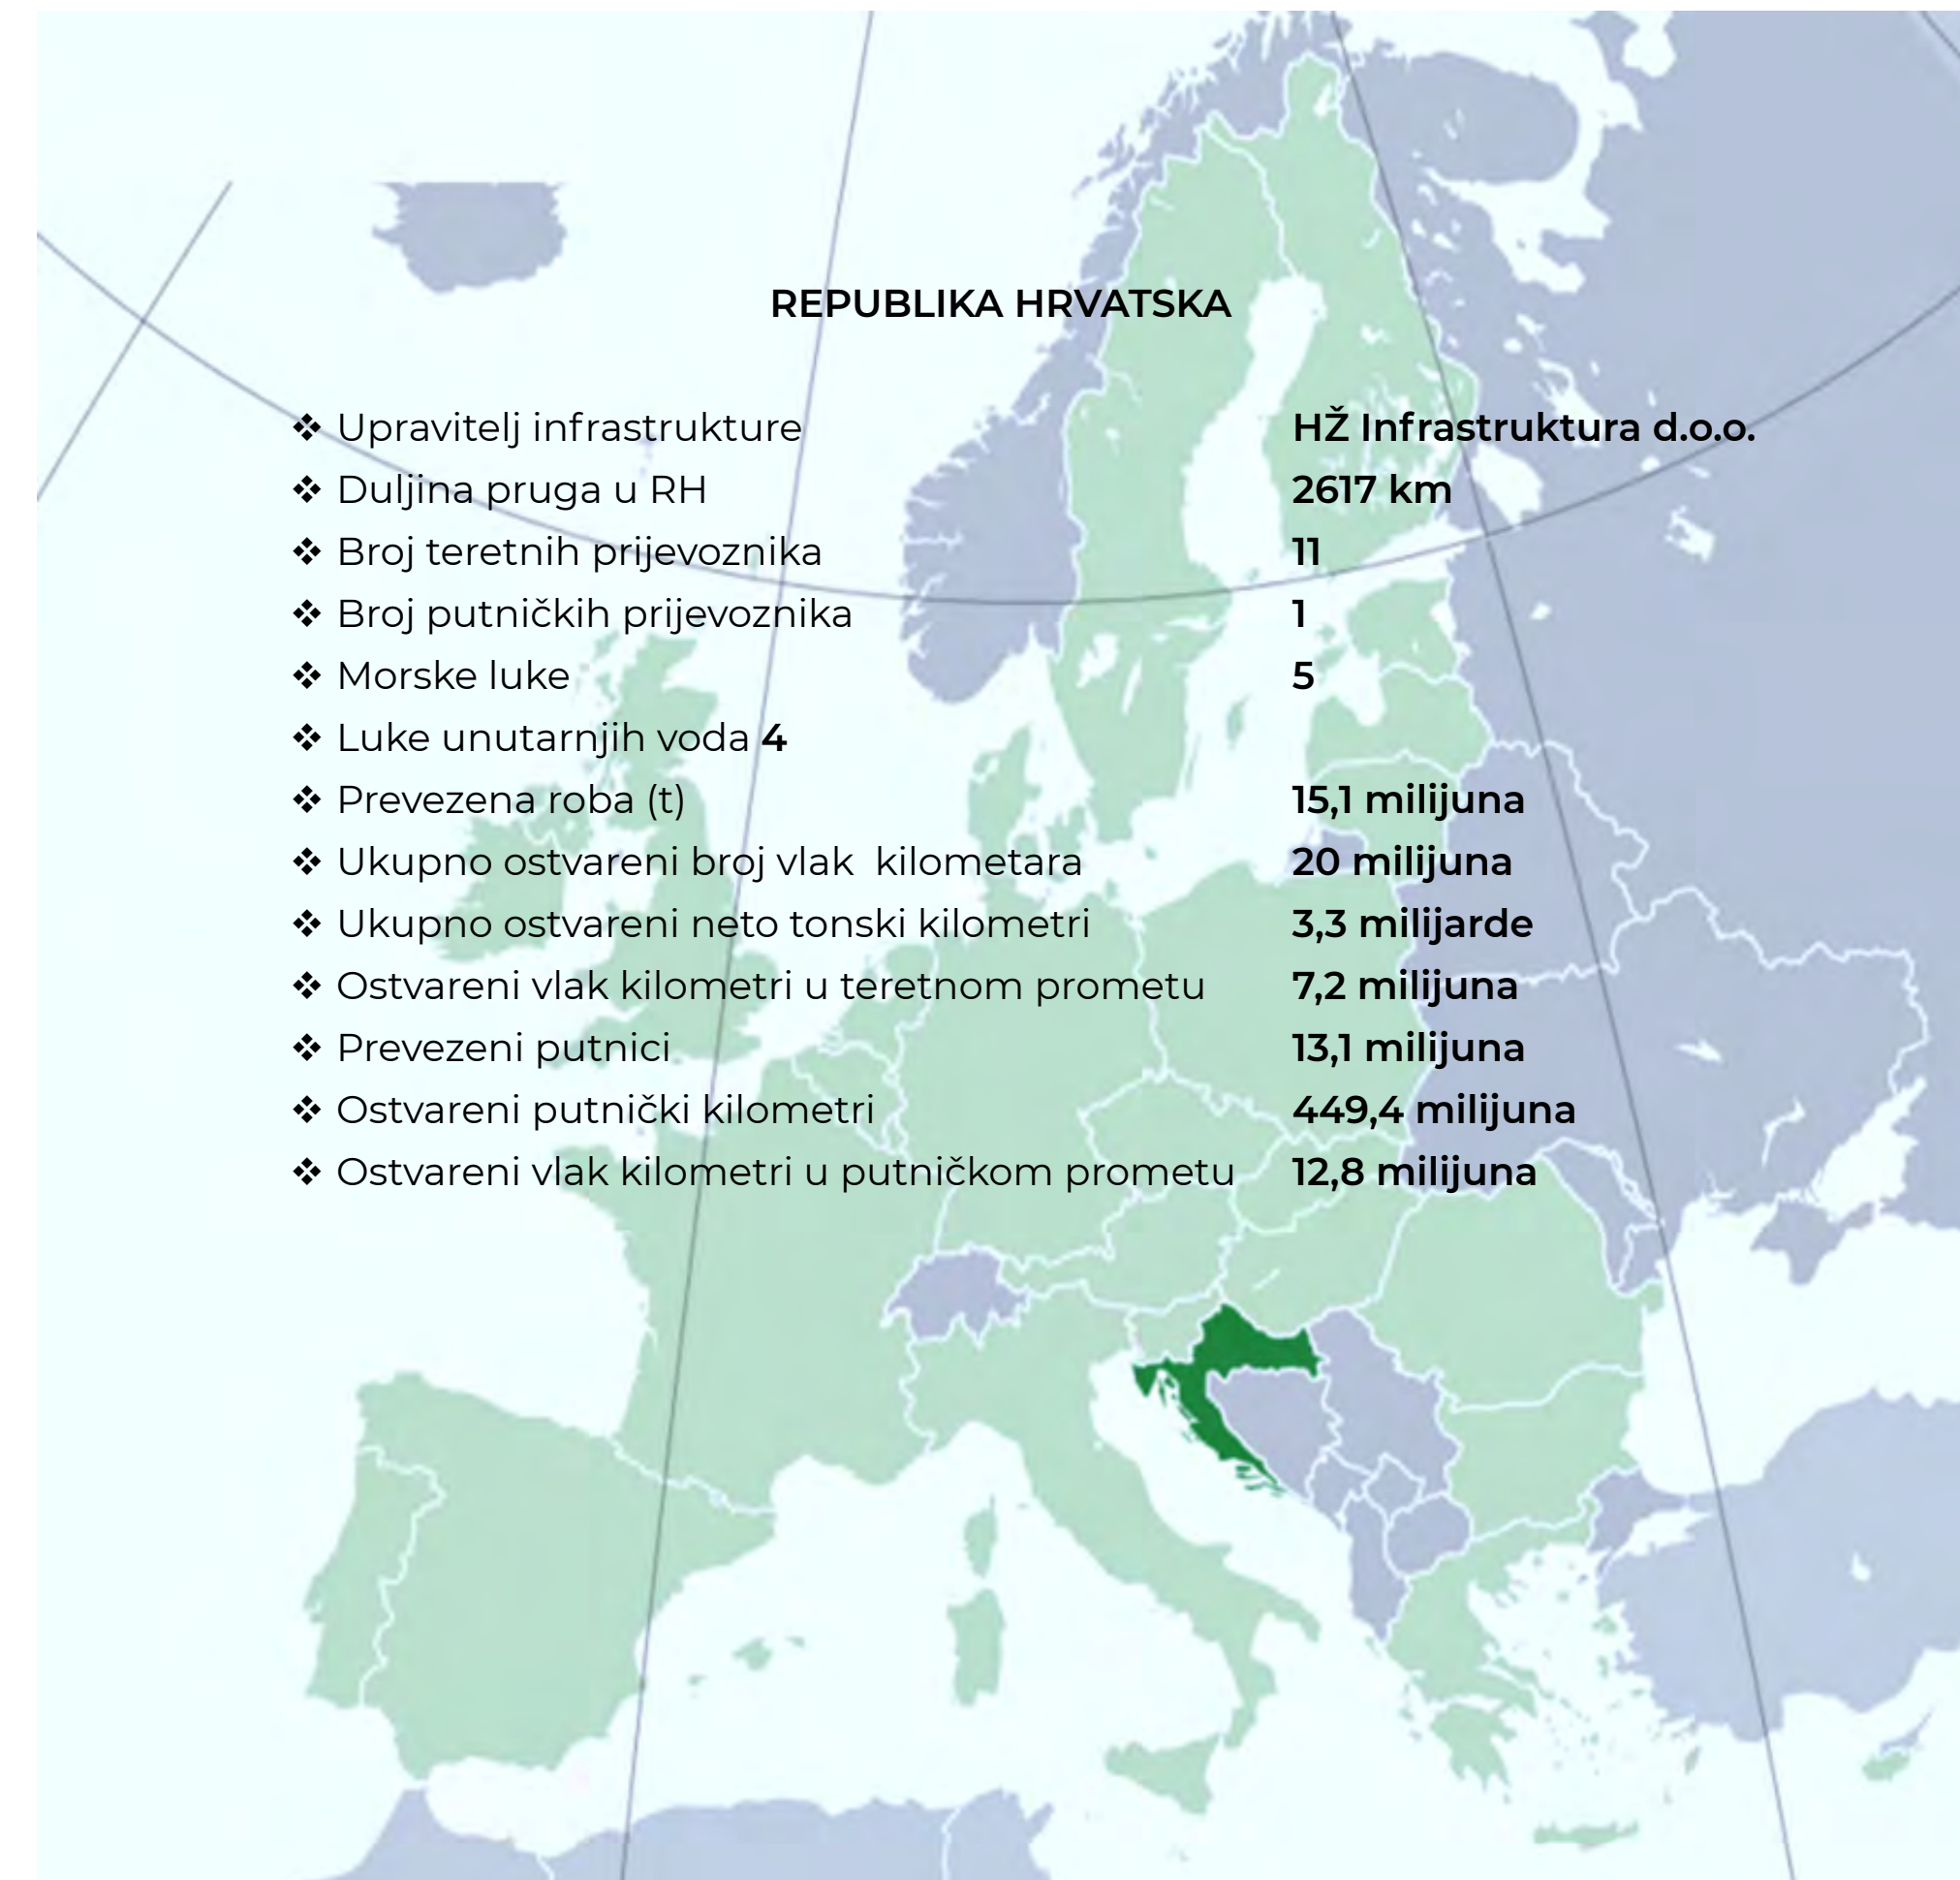 REPUBLIKA HRVATSKA
❖ Upravitelj infrastrukture HŽ Infrastruktura d.o.o.
❖ Duljina pruga u RH 2617 km
❖ Broj teretnih prijevoznika 11
❖ Broj putničkih prijevoznika 1
❖ Morske luke 5
❖ Luke unutarnjih voda 4
❖ Prevezena roba (t) 15,1 milijuna
❖ Ukupno ostvareni broj vlak kilometara 20 milijuna
❖ Ukupno ostvareni neto tonski kilometri 3,3 milijarde
❖ Ostvareni vlak kilometri u teretnom prometu 7,2 milijuna
❖ Prevezeni putnici 13,1 milijuna
❖ Ostvareni putnički kilometri 449,4 milijuna
❖ Ostvareni vlak kilometri u putničkom prometu 12,8 milijuna